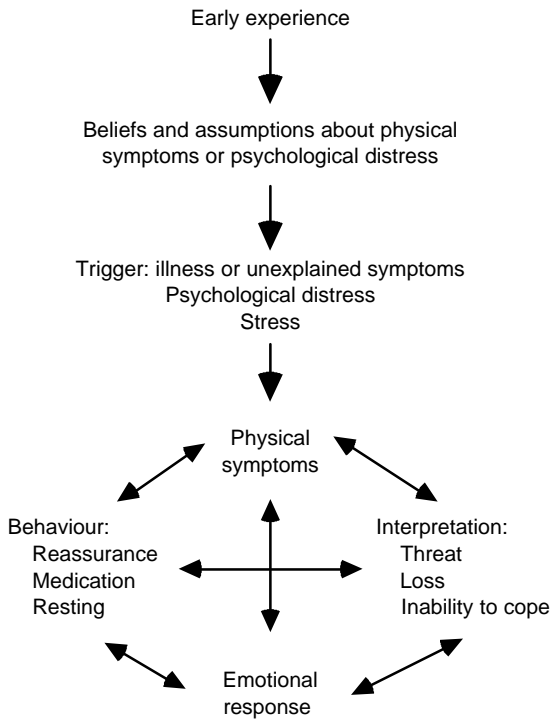 Early experience
Beliefs and assumptions about physical
symptoms or psychological distress
Trigger: illness or unexplained symptoms
Psychological distress
Stress
Physical
symptoms
Behaviour:
Reassurance
Medication
Resting
Interpretation:
Threat
Loss
Inability to cope
Emotional
response